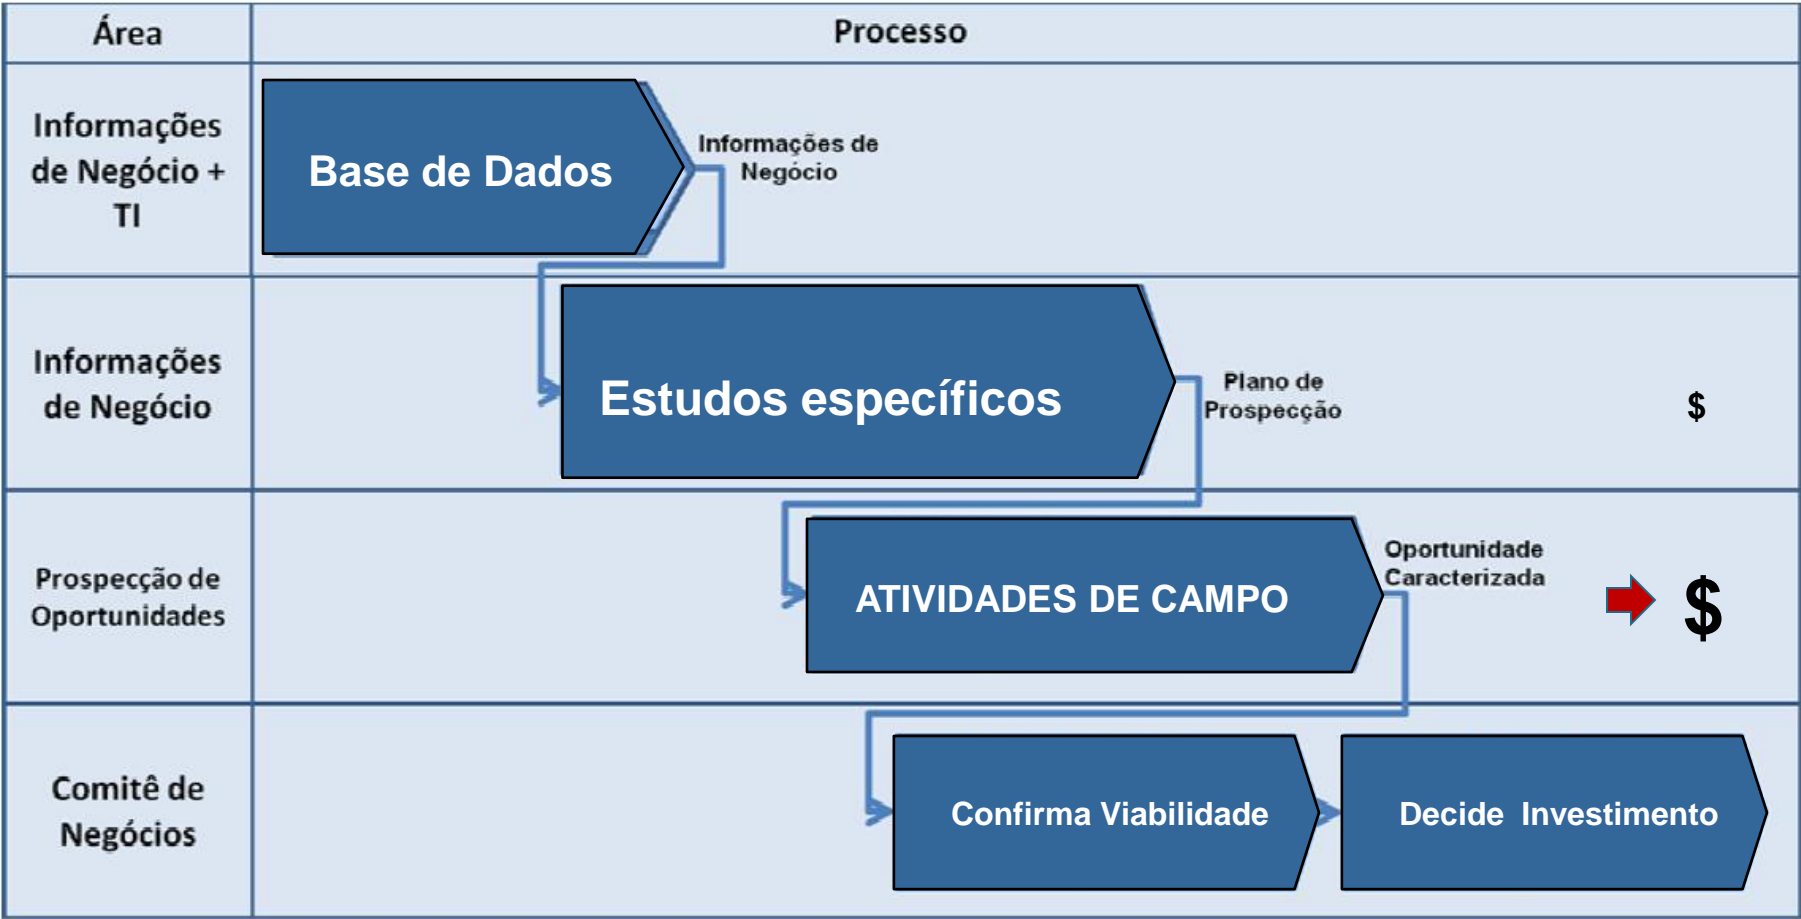 Área
Processo
Informações
de Negócio +
TI
Base de Dados
Informações de
Negócio
Informações
de Negócio
Estudos específicos
Plano de
Prospecção
$
Prospecção de
Oportunidades
ATIVIDADES DE CAMPO
Oportunidade
Caracterizada
$
Comitê de
Negócios
Confirma Viabilidade
Decide  Investimento